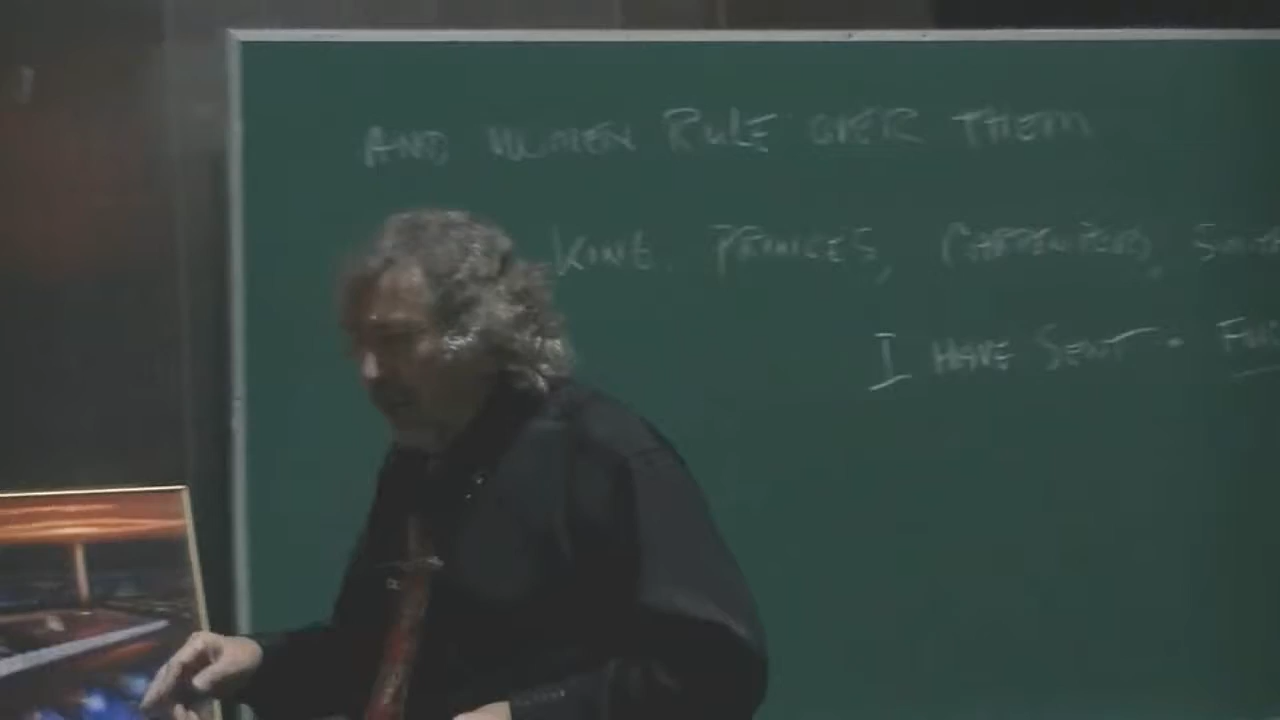 AND WOMEN RULE OVER THEM
KING PRINCES, CARPENTERS,
I HAVE SENT -